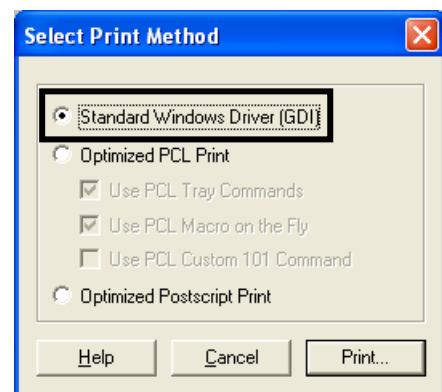 Select Print Method
Standard Windows Driver (GDI)
Optimized PCL Print
Use PCL Tray Commands
Use PCL Macro on the Fly
Use PCL Custom 101 Command
Optimized Postscript Print
Help Cancel Print...